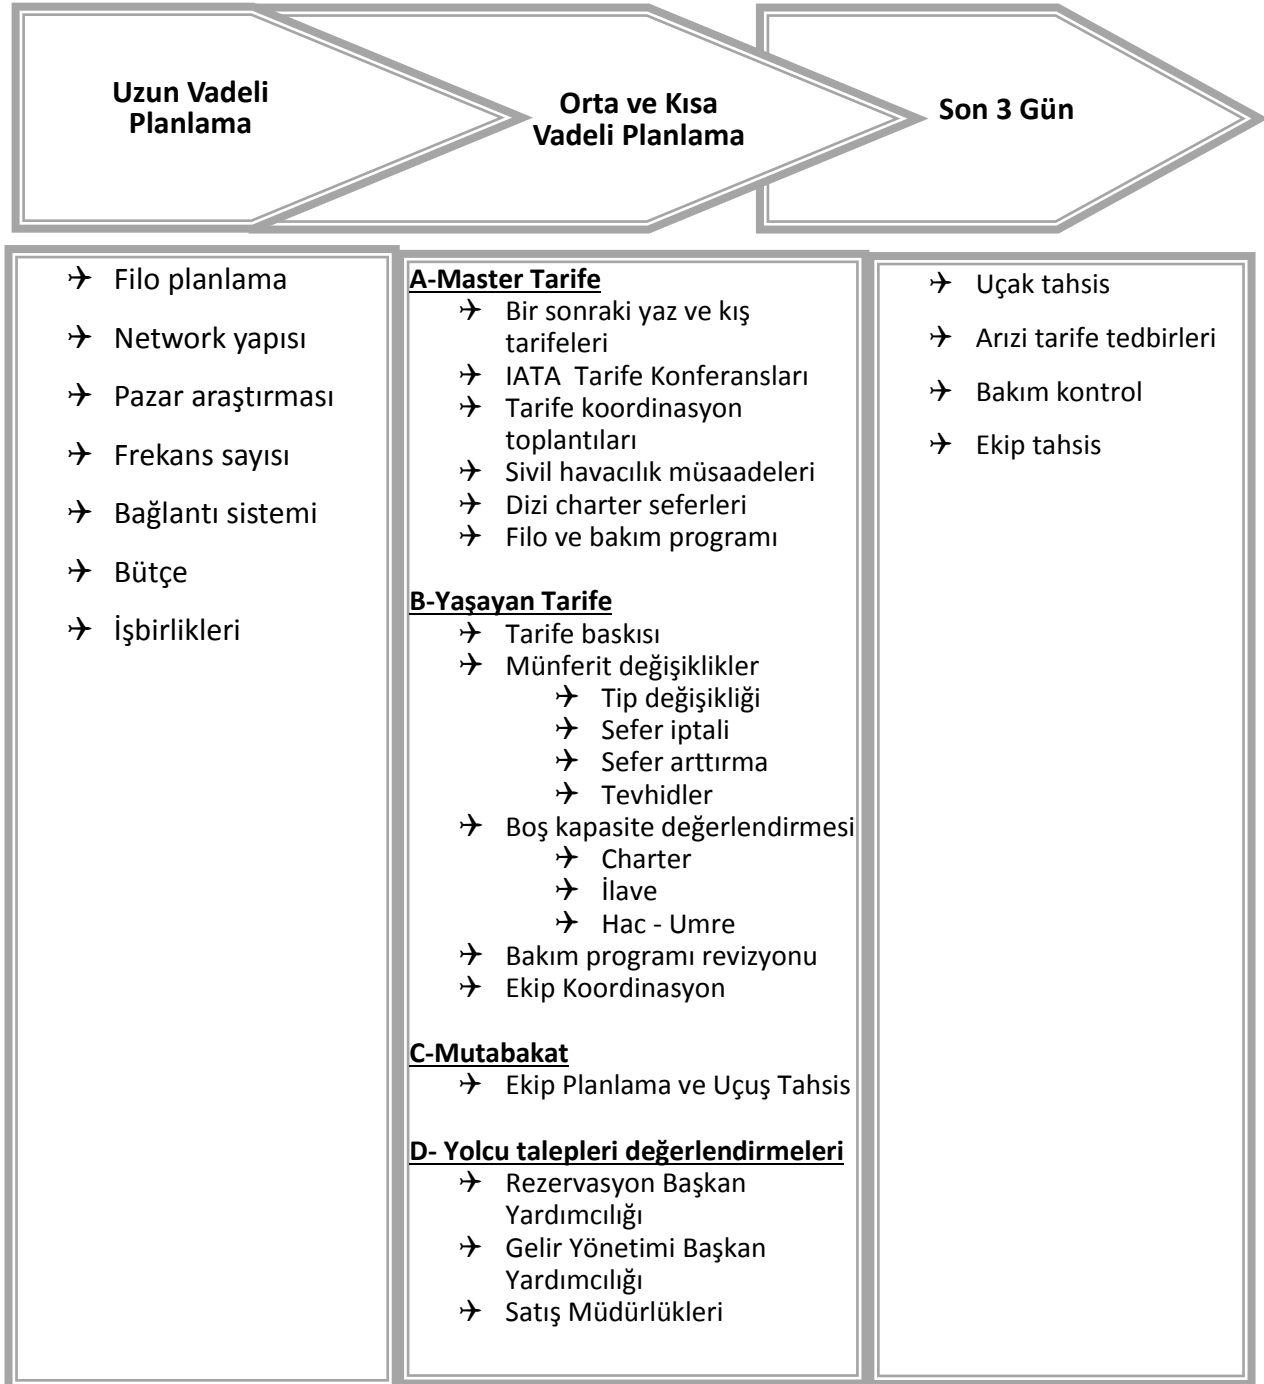 Uzun Vadeli
Planlama
Orta ve Kısa
Vadeli Planlama
Son 3 Gün
Filo planlama
Network yapısı
Pazar araştırması
Frekans sayısı
Bağlantı sistemi
Bütçe
İşbirlikleri
A-Master Tarife
Bir sonraki yaz ve kış
tarifeleri
IATA Tarife Konferansları
Tarife koordinasyon
toplantıları
Sivil havacılık müsaadeleri
Dizi charter seferleri
Filo ve bakım programı
B-Yaşayan Tarife
Tarife baskısı
Münferit değişiklikler
Tip değişikliği
Sefer iptali
Sefer arttırma
Tevhidler
Boş kapasite değerlendirmesi
Charter
İlave
Hac - Umre
Bakım programı revizyonu
Ekip Koordinasyon
C-Mutabakat
Ekip Planlama ve Uçuş Tahsis
D- Yolcu talepleri değerlendirmeleri
Rezervasyon Başkan
Yardımcılığı
Gelir Yönetimi Başkan
Yardımcılığı
Satış Müdürlükleri
Uçak tahsis
Arızi tarife tedbirleri
Bakım kontrol
Ekip tahsis